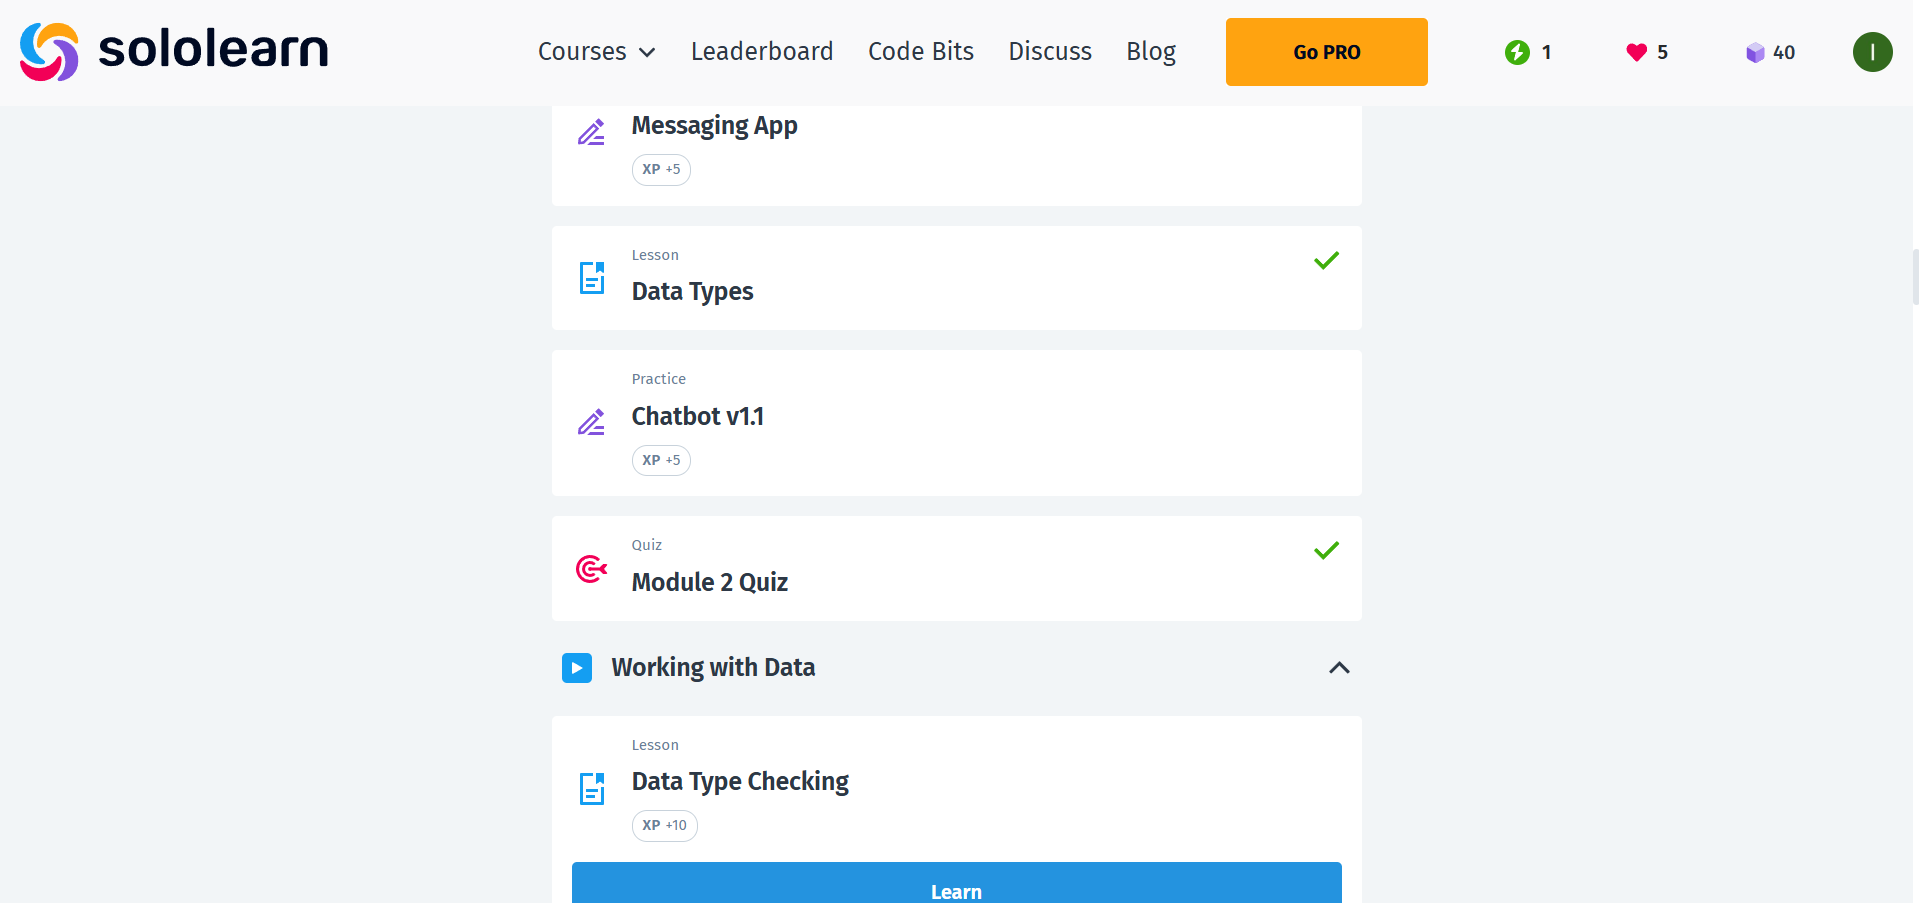 sololearn
Courses
Leaderboard
Code Bits
Discuss
Blog
Go PRO
1
5
40
I
Messaging App
XP +5
Lesson
Data Types
Practice
Chatbot v1.1
XP +5
Quiz
Module 2 Quiz
Working with Data
Lesson
Data Type Checking
XP +10
Learn